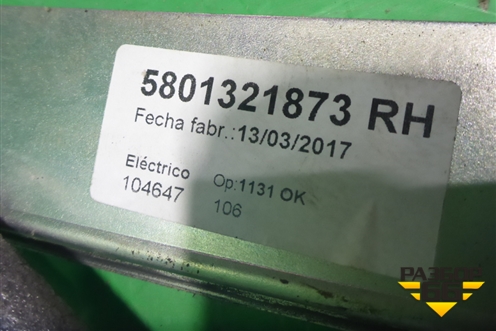 5801321873 RH
Fecha fabr.:13/03/2017
Eléctrico
104647
Op:1131 OK
106